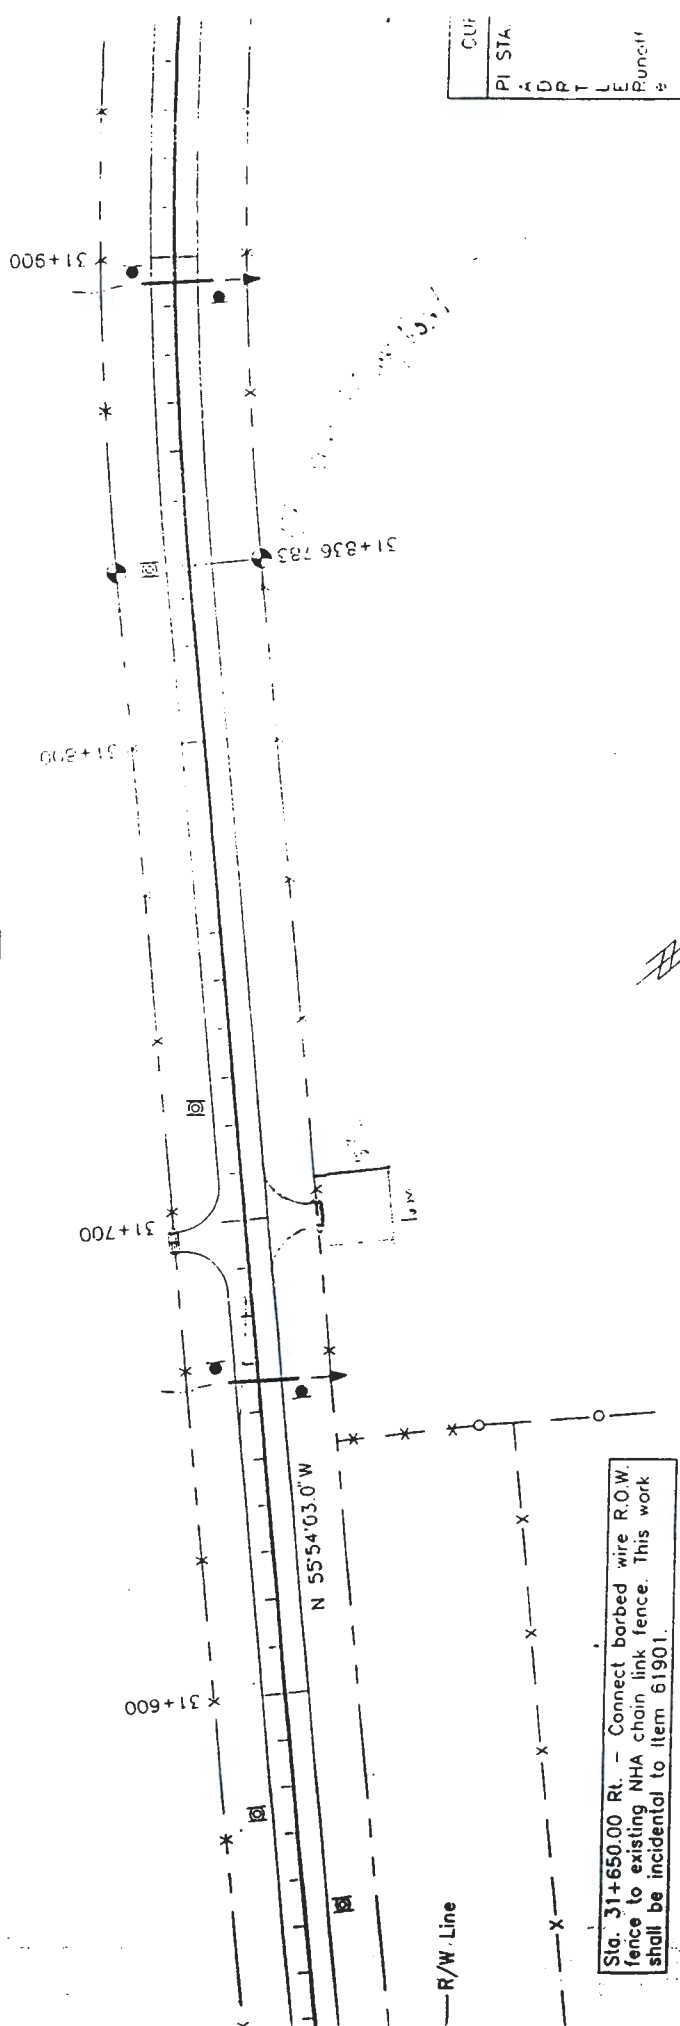 CUR
PI STA.
Δ
D
R
T
L
E
Runoff
e
31+900
31+836.783
31+800
31+700
N 55°54'03.0"W
31+600
R/W Line
Sta. 31+650.00 Rt. - Connect barbed wire R.O.W.
fence to existing NHA chain link fence. This work
shall be incidental to Item 61901.